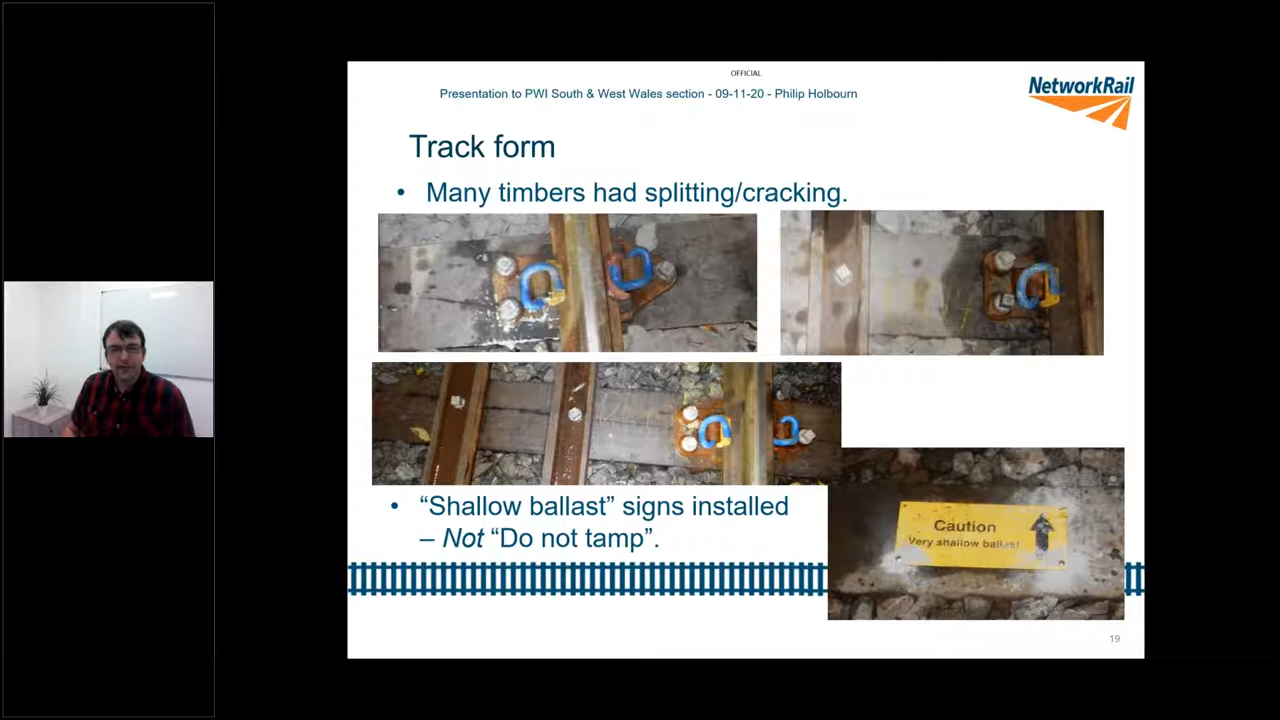 OFFICIAL
Presentation to PWI South & West Wales section - 09-11-20 - Philip Holbourn
NetworkRail
Track form
• Many timbers had splitting/cracking.
• “Shallow ballast” signs installed
– Not “Do not tamp”.
Caution
Very shallow ballast
19